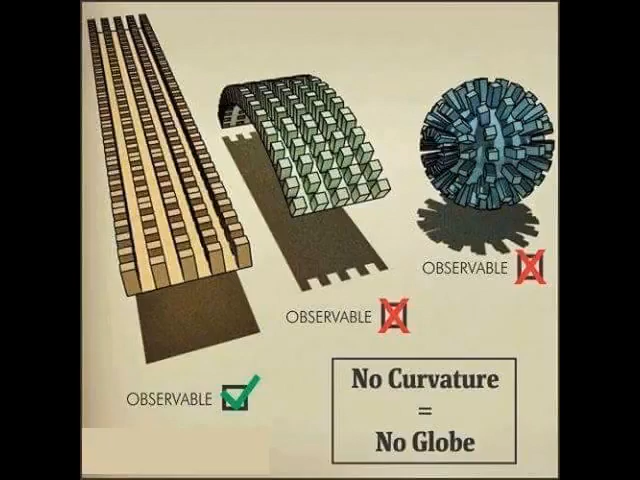 OBSERVABLE
OBSERVABLE
OBSERVABLE
No Curvature
=
No Globe